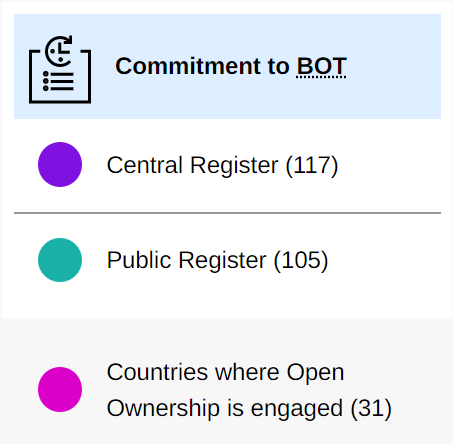 Commitment to BOT
Central Register (117)
Public Register (105)
Countries where Open
Ownership is engaged (31)